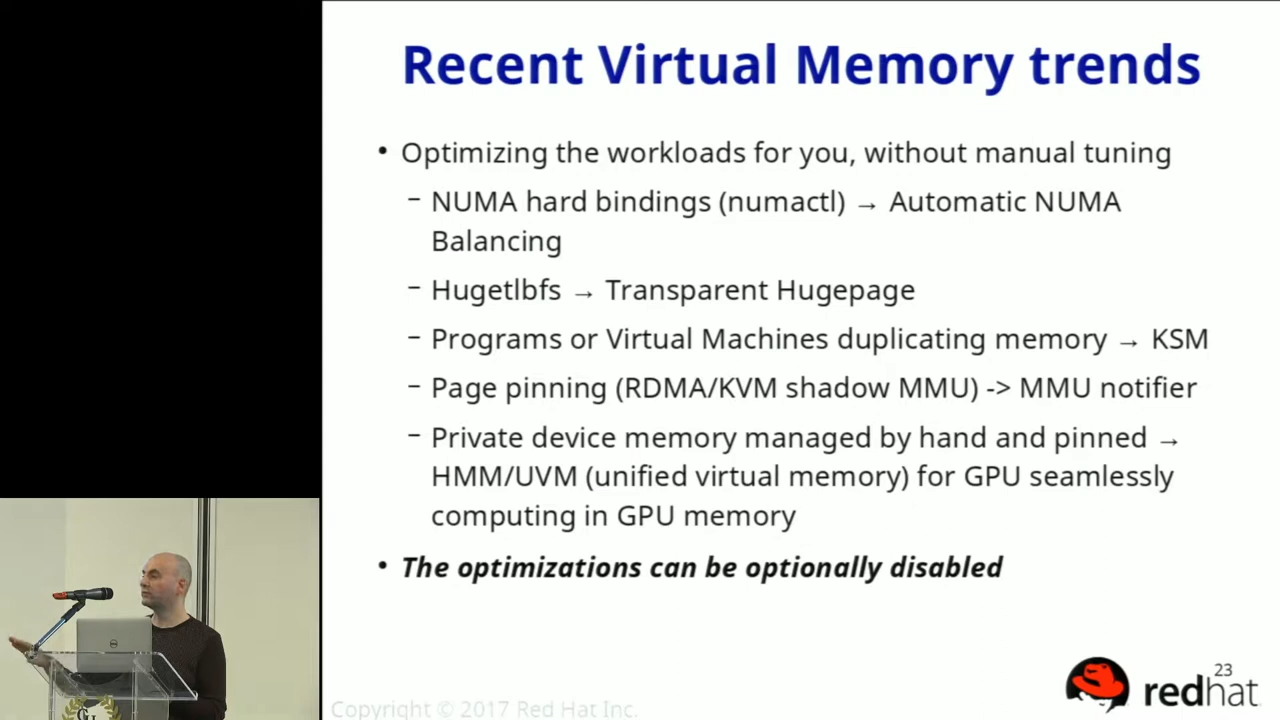 Recent Virtual Memory trends
• Optimizing the workloads for you, without manual tuning
– NUMA hard bindings (numactl) → Automatic NUMA
Balancing
– Hugetlbfs → Transparent Hugepage
– Programs or Virtual Machines duplicating memory → KSM
– Page pinning (RDMA/KVM shadow MMU) -> MMU notifier
– Private device memory managed by hand and pinned →
HMM/UVM (unified virtual memory) for GPU seamlessly
computing in GPU memory
• The optimizations can be optionally disabled
23
redhat.
Copyright © 2017 Red Hat Inc.